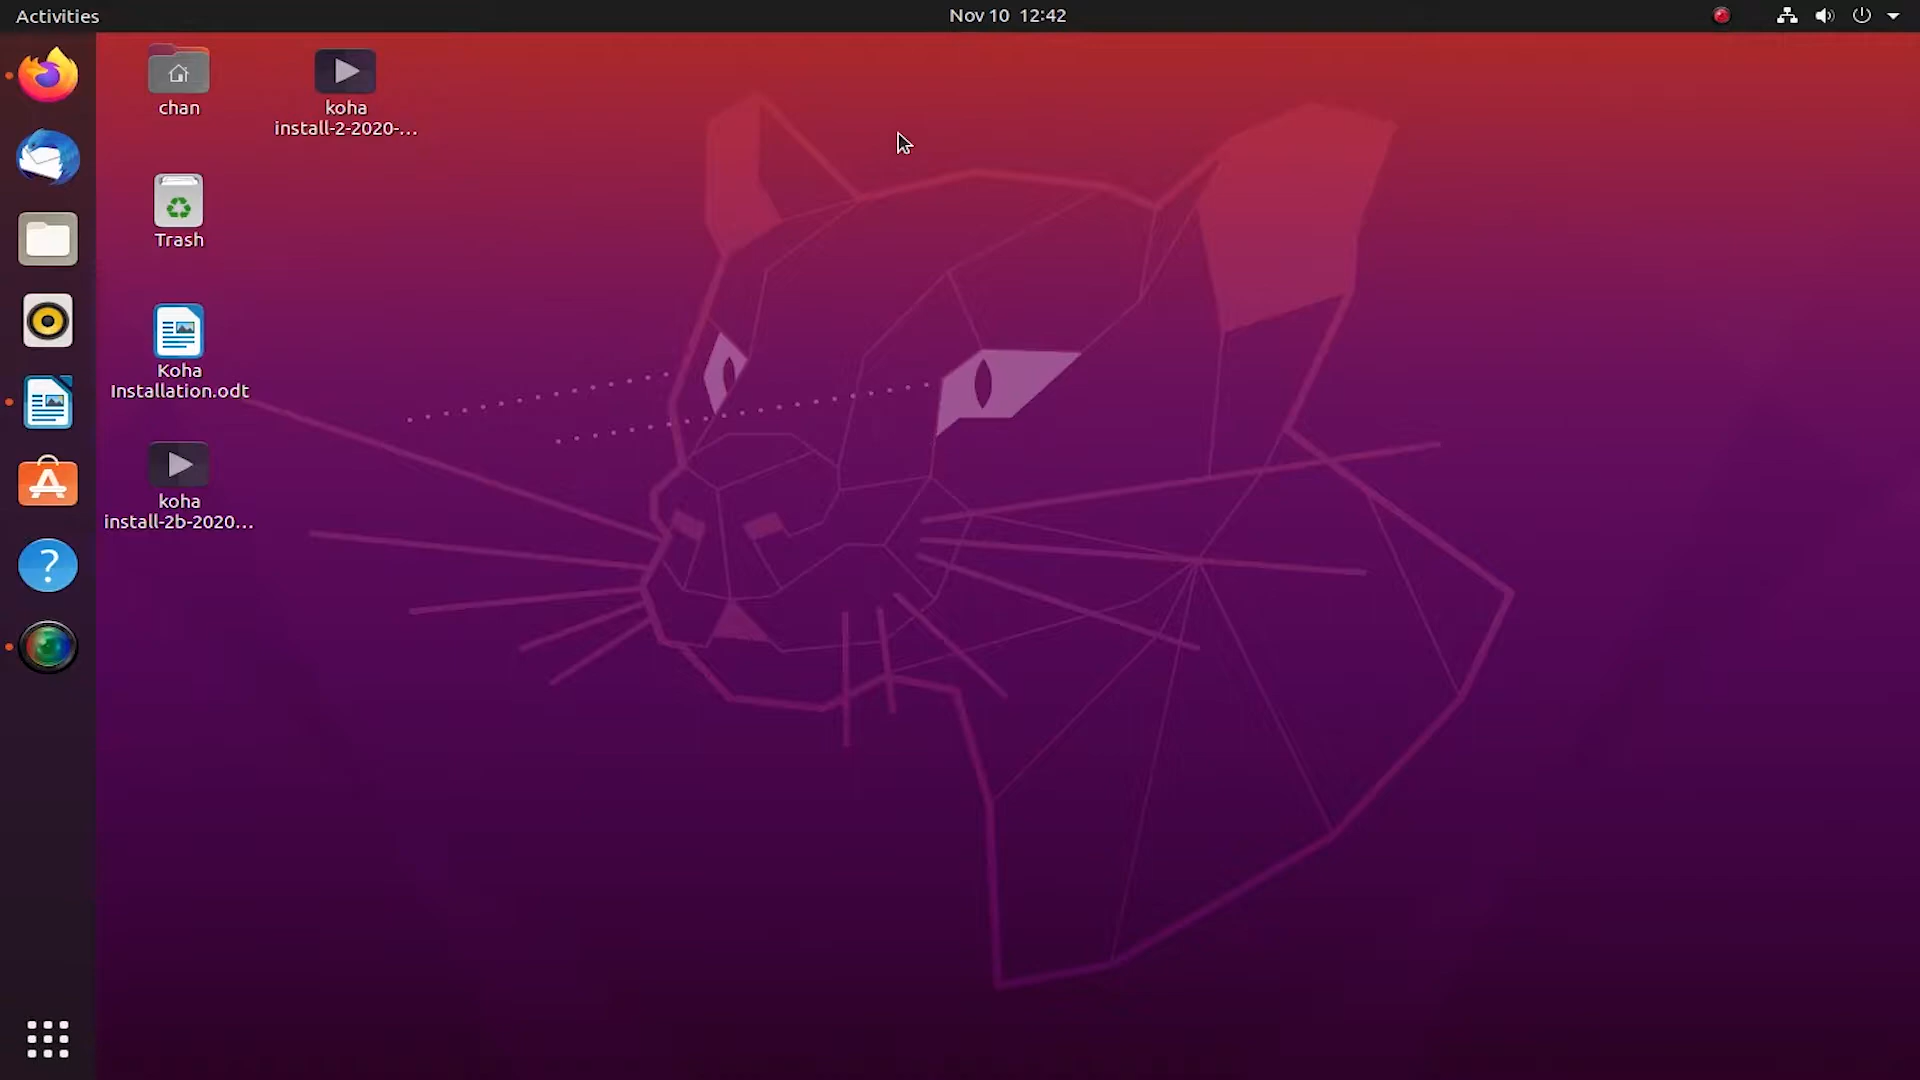 Activities
Nov 10 12:42
chan
koha
install-2-2020-...
Trash
Koha
Installation.odt
koha
install-2b-2020...
?